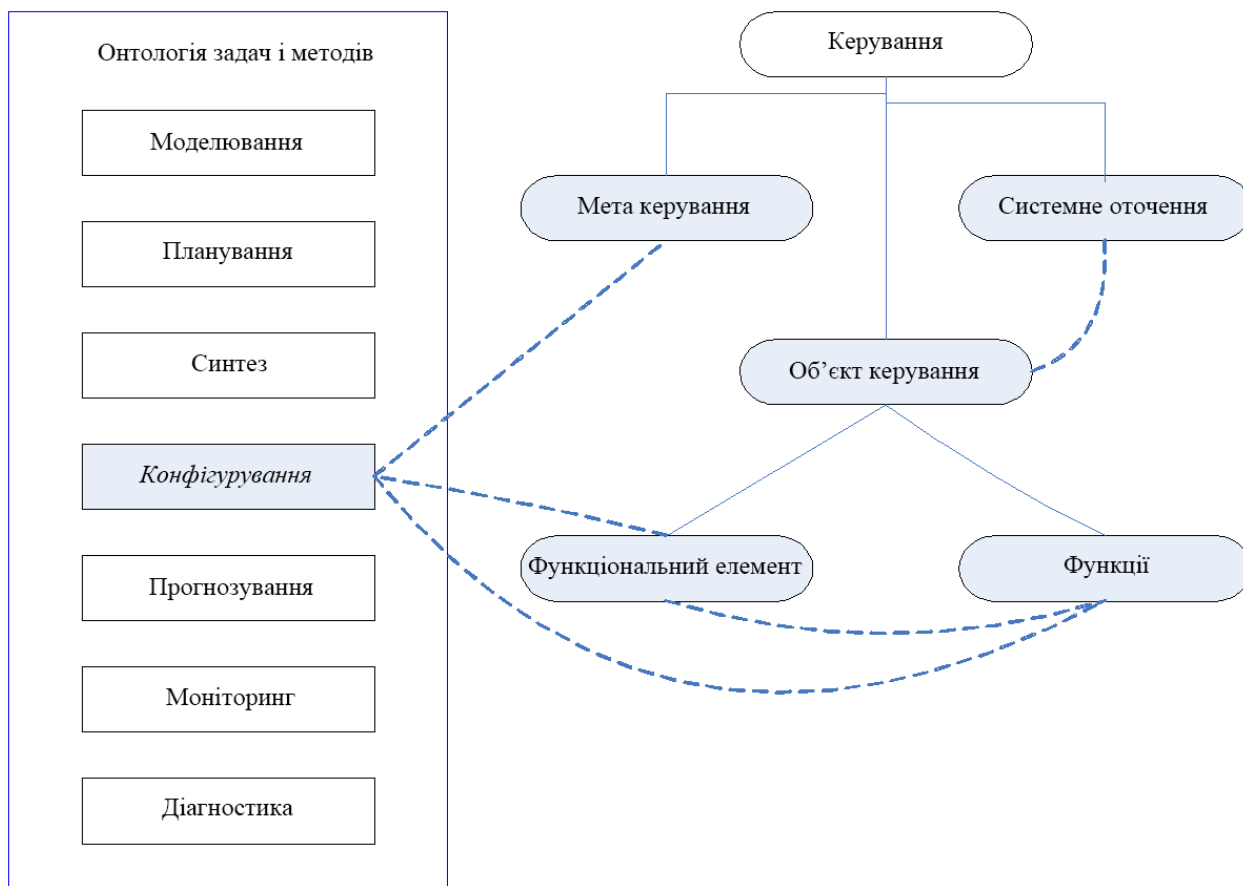 Онтологія задач і методів
Моделювання
Планування
Синтез
Конфігурування
Прогнозування
Моніторинг
Діагностика
Керування
Мета керування
Системне оточення
Об’єкт керування
Функціональний елемент
Функції